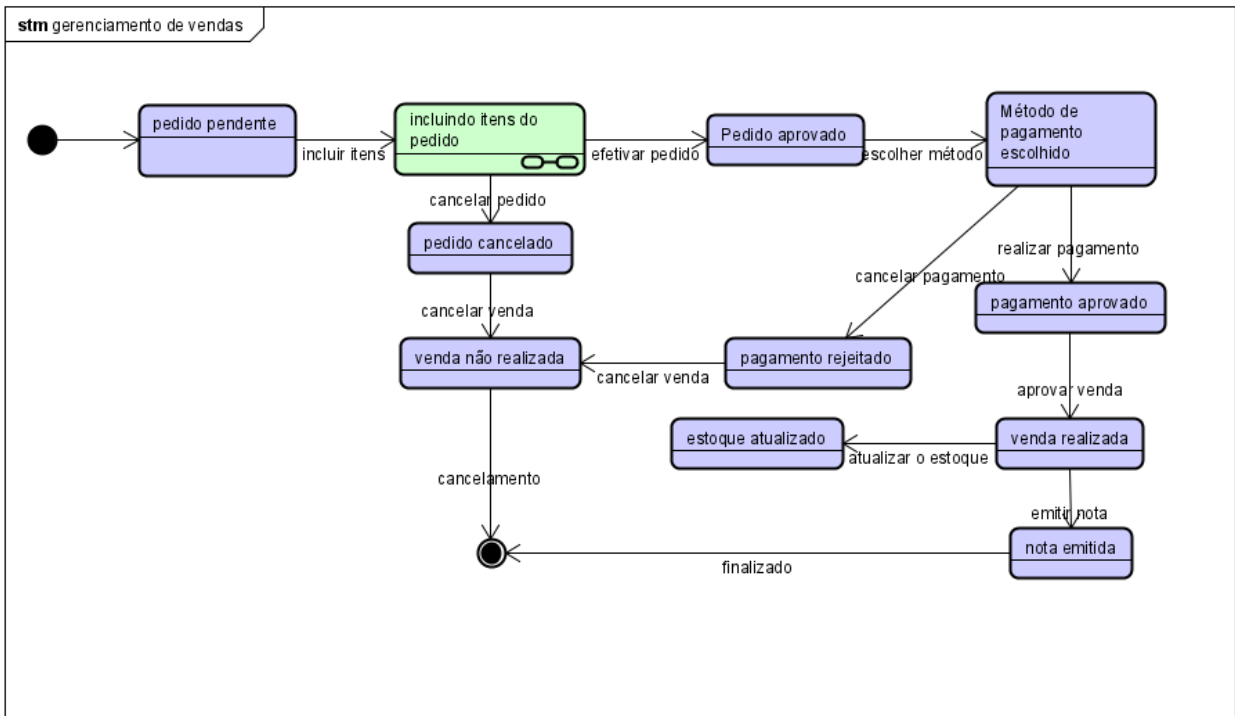 stm gerenciamento de vendas
pedido pendente
incluir itens
incluindo itens do
pedido
efetivar pedido
Pedido aprovado
escolher método
Método de
pagamento
escolhido
cancelar pedido
pedido cancelado
realizar pagamento
cancelar pagamento
pagamento aprovado
cancelar venda
venda não realizada
cancelar venda
pagamento rejeitado
aprovar venda
estoque atualizado
atualizar o estoque
venda realizada
cancelamento
emitir nota
nota emitida
finalizado